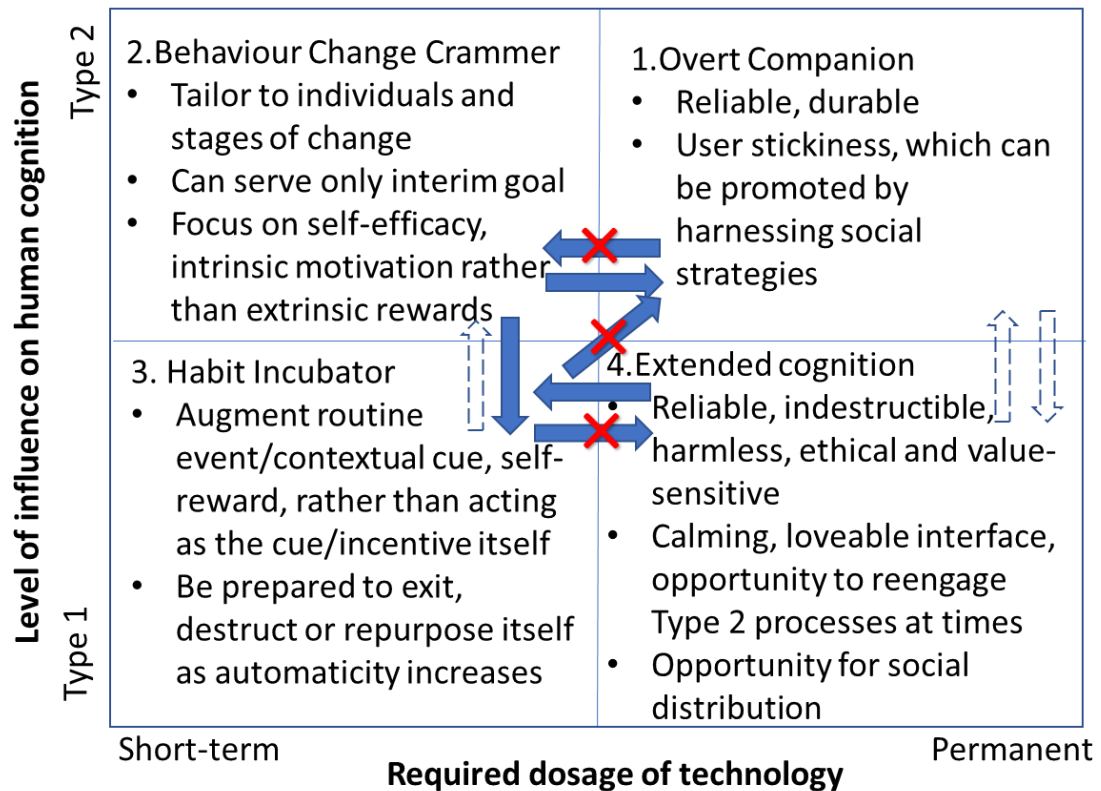 Level of influence on human cognition
Type 2
Type 1
2.Behaviour Change Crammer
• Tailor to individuals and
stages of change
• Can serve only interim goal
• Focus on self-efficacy,
intrinsic motivation rather
than extrinsic rewards
1.Overt Companion
• Reliable, durable
• User stickiness, which can
be promoted by
harnessing social
strategies
3. Habit Incubator
• Augment routine
event/contextual cue, self-
reward, rather than acting
as the cue/incentive itself
• Be prepared to exit,
destruct or repurpose itself
as automaticity increases
4.Extended cognition
• Reliable, indestructible,
harmless, ethical and value-
sensitive
• Calming, loveable interface,
opportunity to reengage
Type 2 processes at times
• Opportunity for social
distribution
Short-term
Permanent
Required dosage of technology